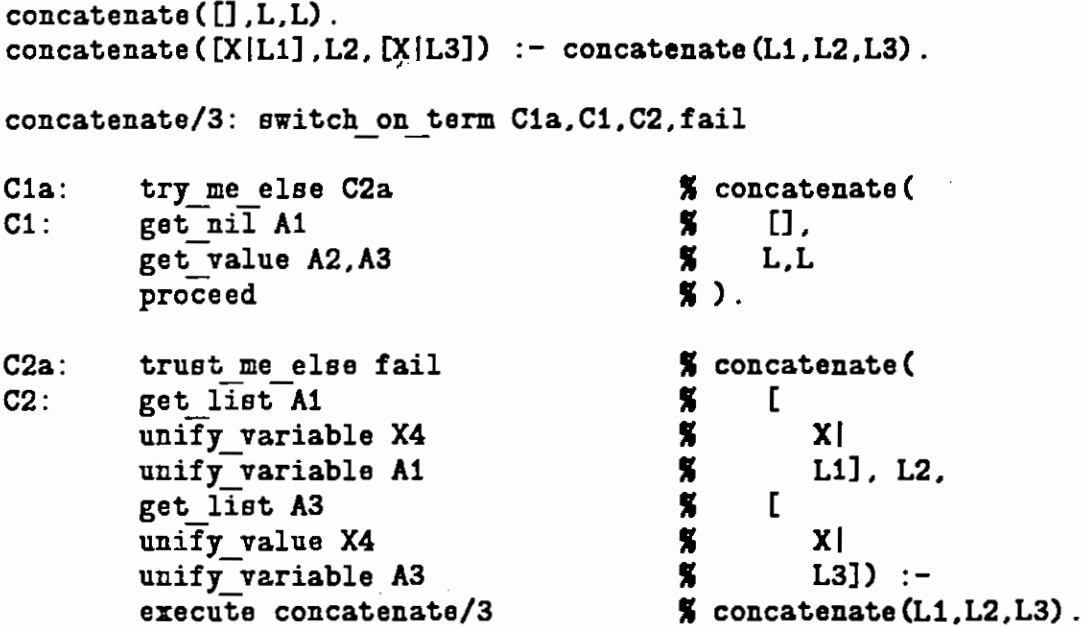 concatenate([],L,L).
concatenate([X|L1],L2,[X|L3]) :- concatenate(L1,L2,L3).
concatenate/3: switch_on_term C1a,C1,C2,fail
C1a: try_me_else C2a % concatenate(
C1: get_nil A1 % [],
get_value A2,A3 % L,L
proceed % ).
C2a: trust_me_else fail % concatenate(
C2: get_list A1 % [
unify_variable X4 % X|
unify_variable A1 % L1], L2,
get_list A3 % [
unify_value X4 % X|
unify_variable A3 % L3]) :-
execute concatenate/3 % concatenate(L1,L2,L3).